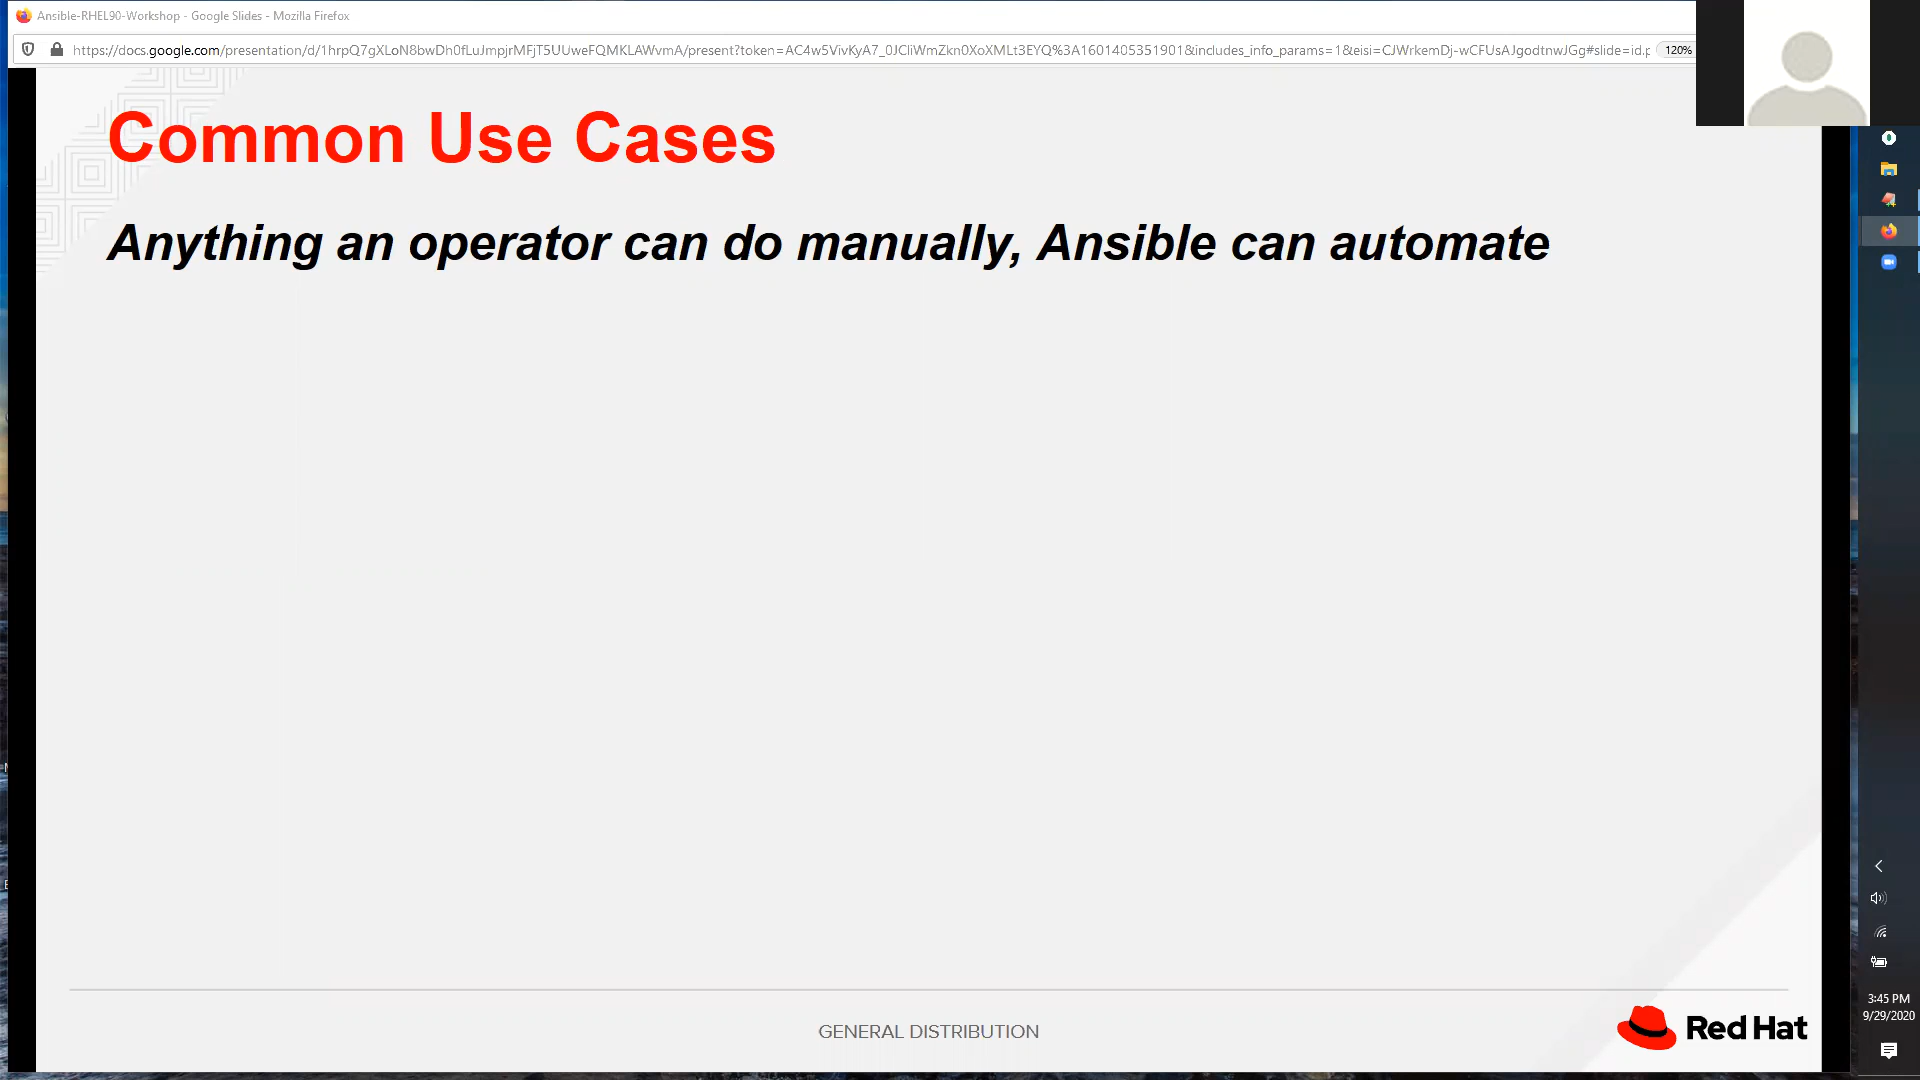 Ansible-RHEL90-Workshop - Google Slides - Mozilla Firefox
https://docs.google.com/presentation/d/1hrpQ7gXLoN8bwDh0fLuJmpjrMFjT5UUweFQMKLAWvmA/present?token=AC4w5VivKyA7_0JCliWmZkn0XoXMLt3EYQ%3A1601405351901&includes_info_params=1&eisi=CJWrkemDj-wCFUsAJgodtnwJGg#slide=id.p
120%
Common Use Cases
Anything an operator can do manually, Ansible can automate
GENERAL DISTRIBUTION
Red Hat
3:45 PM
9/29/2020